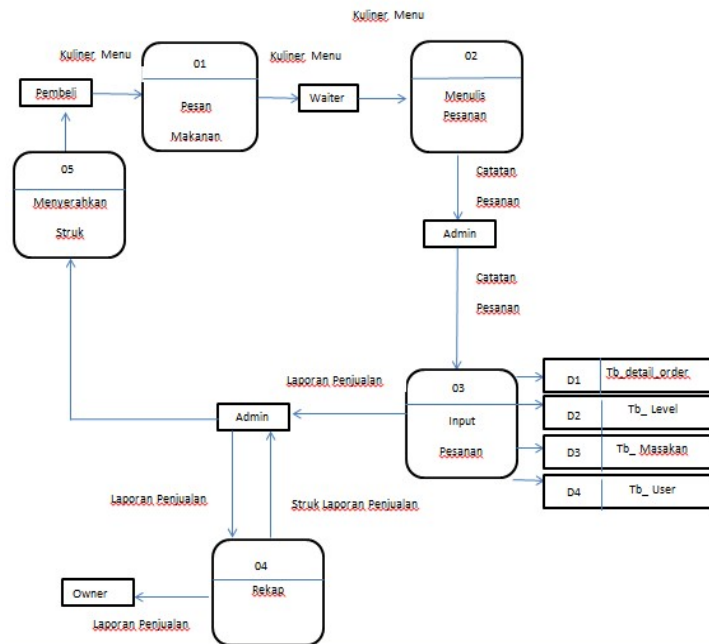 Kuliner Menu
Kuliner Menu
Kuliner Menu
01
Pesan
Makanan
02
Menulis
Pesanan
Pembeli
Waiter
05
Menyerahkan
Struk
Catatan
Pesanan
Admin
Catatan
Pesanan
Laporan Penjualan
03
Input
Pesanan
D1 Tb_detail_order
D2 Tb_ Level
D3 Tb_ Masakan
D4 Tb_ User
Admin
Laporan Penjualan
Struk Laporan Penjualan
04
Rekap
Owner
Laporan Penjualan